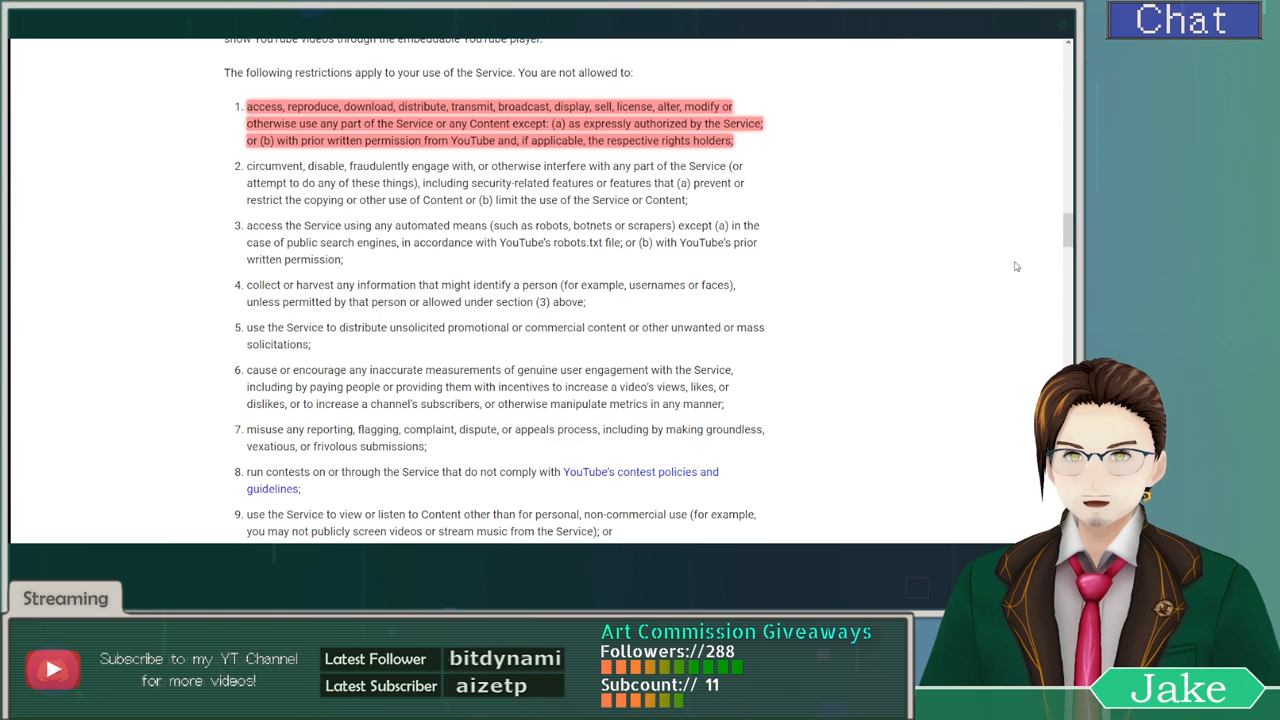 Chat
show YouTube videos through the embeddable YouTube player.
The following restrictions apply to your use of the Service. You are not allowed to:
1. access, reproduce, download, distribute, transmit, broadcast, display, sell, license, alter, modify or
otherwise use any part of the Service or any Content except: (a) as expressly authorized by the Service;
or (b) with prior written permission from YouTube and, if applicable, the respective rights holders;
2. circumvent, disable, fraudulently engage with, or otherwise interfere with any part of the Service (or
attempt to do any of these things), including security-related features or features that (a) prevent or
restrict the copying or other use of Content or (b) limit the use of the Service or Content;
3. access the Service using any automated means (such as robots, botnets or scrapers) except (a) in the
case of public search engines, in accordance with YouTube's robots.txt file; or (b) with YouTube's prior
written permission;
4. collect or harvest any information that might identify a person (for example, usernames or faces),
unless permitted by that person or allowed under section (3) above;
5. use the Service to distribute unsolicited promotional or commercial content or other unwanted or mass
solicitations;
6. cause or encourage any inaccurate measurements of genuine user engagement with the Service,
including by paying people or providing them with incentives to increase a video's views, likes, or
dislikes, or to increase a channel's subscribers, or otherwise manipulate metrics in any manner;
7. misuse any reporting, flagging, complaint, dispute, or appeals process, including by making groundless,
vexatious, or frivolous submissions;
8. run contests on or through the Service that do not comply with YouTube's contest policies and
guidelines;
9. use the Service to view or listen to Content other than for personal, non-commercial use (for example,
you may not publicly screen videos or stream music from the Service); or
Streaming
Subscribe to my YT Channel
for more videos!
Latest Follower bitdynami
Latest Subscriber aizetp
Art Commission Giveaways
Followers://288
Subcount:// 11
Jake